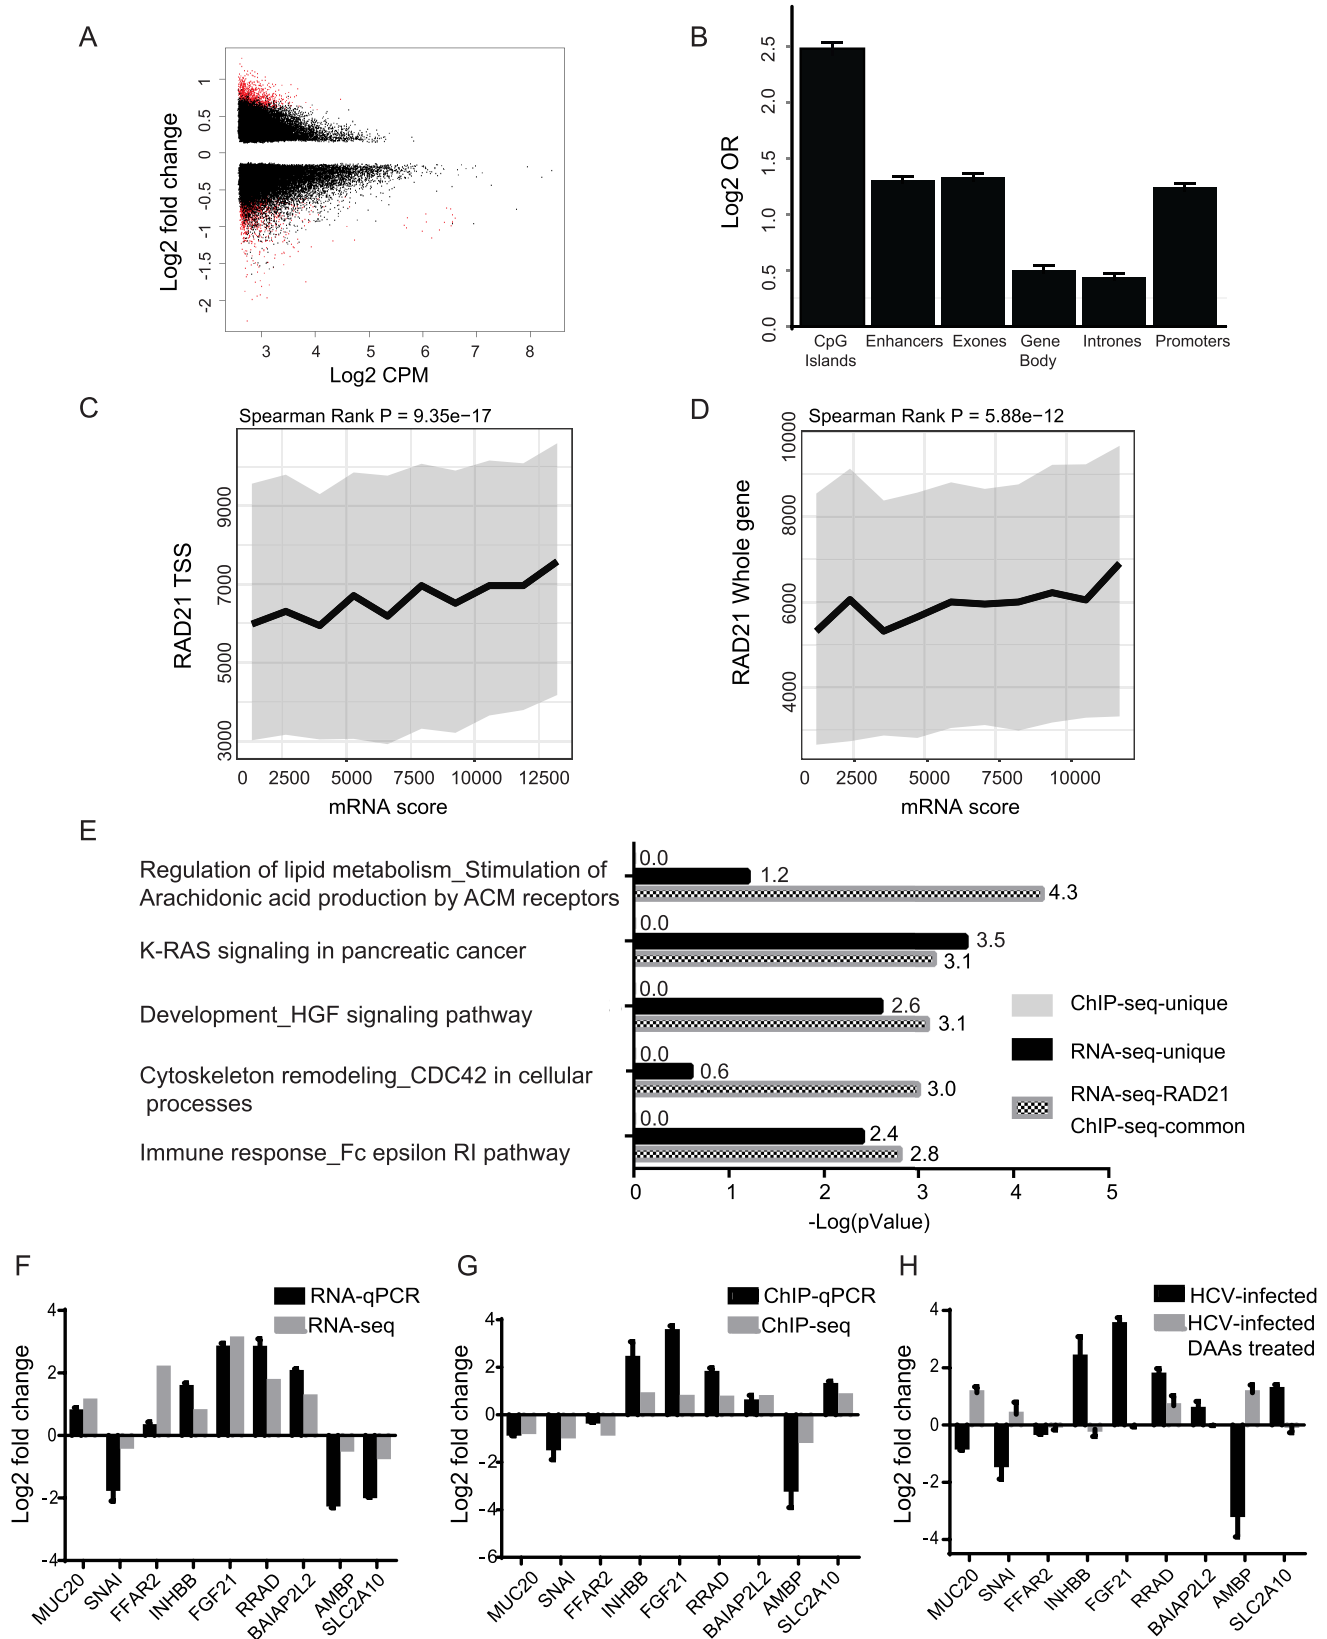 A
Log2 fold change
1
0.5
0
-0.5
-1
-1.5
-2
3 4 5 6 7 8
Log2 CPM
B
Log2 OR
2.5
2.0
1.5
1.0
0.5
0.0
CpG Islands
Enhancers
Exones
Gene Body
Intrones
Promoters
C
Spearman Rank P = 9.35e−17
RAD21 TSS
9000
7000
5000
3000
0 2500 5000 7500 10000 12500
mRNA score
D
Spearman Rank P = 5.88e−12
RAD21 Whole gene
10000
8000
6000
4000
0 2500 5000 7500 10000
mRNA score
E
Regulation of lipid metabolism_Stimulation of
Arachidonic acid production by ACM receptors
0.0
1.2
4.3
K-RAS signaling in pancreatic cancer
0.0
3.5
3.1
Development_HGF signaling pathway
0.0
2.6
3.1
Cytoskeleton remodeling_CDC42 in cellular
processes
0.0
0.6
3.0
Immune response_Fc epsilon RI pathway
0.0
2.4
2.8
ChIP-seq-unique
RNA-seq-unique
RNA-seq-RAD21
ChIP-seq-common
0 1 2 3 4 5
-Log(pValue)
F
RNA-qPCR
RNA-seq
Log2 fold change
4
2
0
-2
-4
MUC20
SNAI
FFAR2
INHBB
FGF21
RRAD
BAIAP2L2
AMBP
SLC2A10
G
ChIP-qPCR
ChIP-seq
Log2 fold change
4
2
0
-2
-4
-6
MUC20
SNAI
FFAR2
INHBB
FGF21
RRAD
BAIAP2L2
AMBP
SLC2A10
H
HCV-infected
HCV-infected
DAAs treated
Log2 fold change
4
2
0
-2
-4
MUC20
SNAI
FFAR2
INHBB
FGF21
RRAD
BAIAP2L2
AMBP
SLC2A10